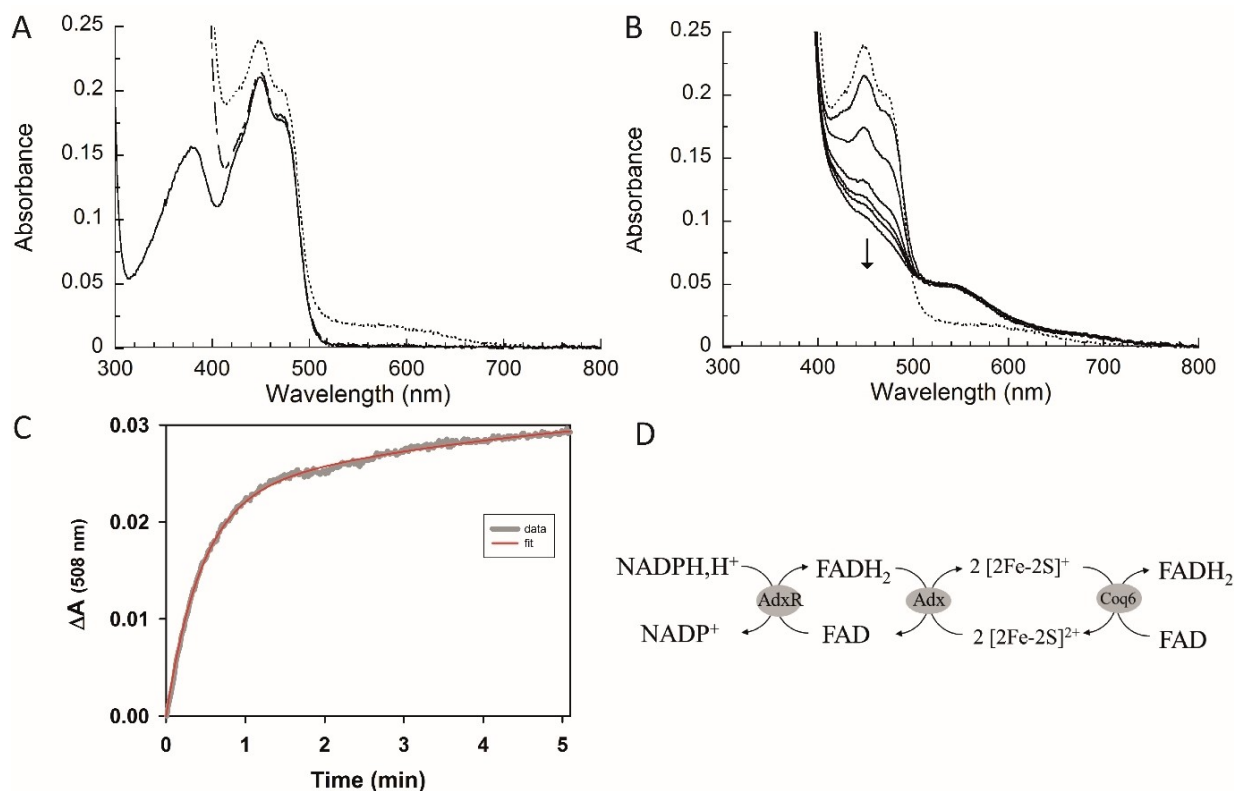 A
0.25
0.2
0.15
0.1
0.05
0
Absorbance
300 400 500 600 700 800
Wavelength (nm)
B
0.25
0.2
0.15
0.1
0.05
0
Absorbance
300 400 500 600 700 800
Wavelength (nm)
C
0.03
0.02
0.01
0.00
ΔA (508 nm)
data
fit
0 1 2 3 4 5
Time (min)
D
NADPH,H⁺ FADH₂ 2 [2Fe-2S]⁺ FADH₂
AdxR Adx Coq6
NADP⁺ FAD 2 [2Fe-2S]²⁺ FAD